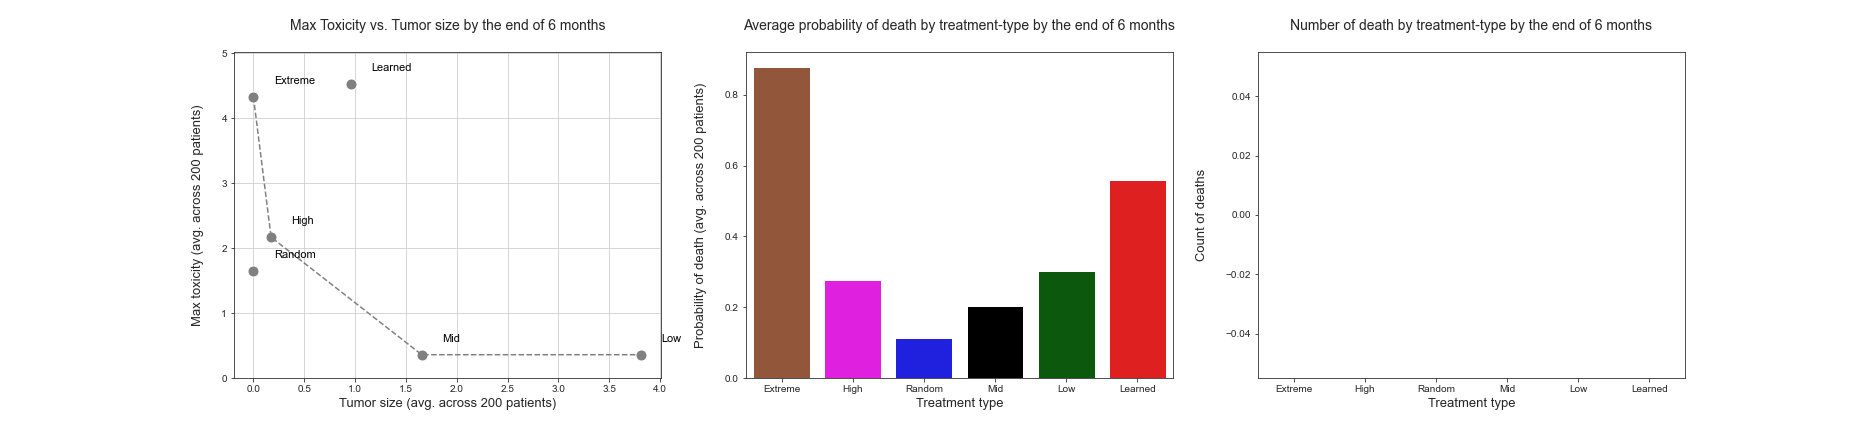 Max Toxicity vs. Tumor size by the end of 6 months
5
4
3
2
1
0
Max toxicity (avg. across 200 patients)
Extreme
Learned
High
Random
Mid
Low
0.0 0.5 1.0 1.5 2.0 2.5 3.0 3.5 4.0
Tumor size (avg. across 200 patients)
Average probability of death by treatment-type by the end of 6 months
0.8
0.6
0.4
0.2
0.0
Probability of death (avg. across 200 patients)
Extreme High Random Mid Low Learned
Treatment type
Number of death by treatment-type by the end of 6 months
0.04
0.02
0.00
−0.02
−0.04
Count of deaths
Extreme High Random Mid Low Learned
Treatment type